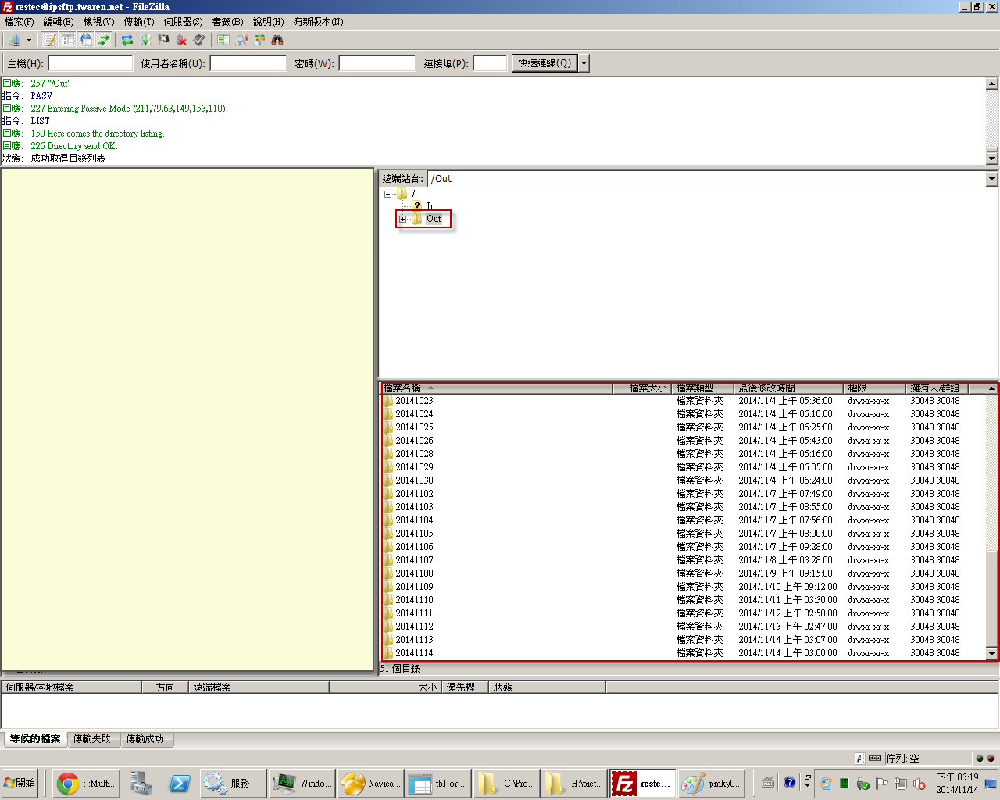 restec@ipsftp.twaren.net - FileZilla
檔案(F) 編輯(E) 檢視(V) 傳輸(T) 伺服器(S) 書籤(B) 說明(H) 有新版本(N)!
主機(H): 使用者名稱(U): 密碼(W): 連接埠(P): 快速連線(Q)
回應: 257 "/Out"
指令: PASV
回應: 227 Entering Passive Mode (211,79,63,149,153,110).
指令: LIST
回應: 150 Here comes the directory listing.
回應: 226 Directory send OK.
狀態: 成功取得目錄列表
遠端站台: /Out
/
In
Out
檔案名稱 檔案大小 檔案類型 最後修改時間 權限 擁有人/群組
20141023 檔案資料夾 2014/11/4 上午 05:36:00 drwxr-xr-x 30048 30048
20141024 檔案資料夾 2014/11/4 上午 06:10:00 drwxr-xr-x 30048 30048
20141025 檔案資料夾 2014/11/4 上午 06:25:00 drwxr-xr-x 30048 30048
20141026 檔案資料夾 2014/11/4 上午 05:43:00 drwxr-xr-x 30048 30048
20141028 檔案資料夾 2014/11/4 上午 06:16:00 drwxr-xr-x 30048 30048
20141029 檔案資料夾 2014/11/4 上午 06:05:00 drwxr-xr-x 30048 30048
20141030 檔案資料夾 2014/11/4 上午 06:24:00 drwxr-xr-x 30048 30048
20141102 檔案資料夾 2014/11/7 上午 07:49:00 drwxr-xr-x 30048 30048
20141103 檔案資料夾 2014/11/7 上午 08:55:00 drwxr-xr-x 30048 30048
20141104 檔案資料夾 2014/11/7 上午 07:56:00 drwxr-xr-x 30048 30048
20141105 檔案資料夾 2014/11/7 上午 08:00:00 drwxr-xr-x 30048 30048
20141106 檔案資料夾 2014/11/7 上午 09:28:00 drwxr-xr-x 30048 30048
20141107 檔案資料夾 2014/11/8 上午 03:28:00 drwxr-xr-x 30048 30048
20141108 檔案資料夾 2014/11/9 上午 09:15:00 drwxr-xr-x 30048 30048
20141109 檔案資料夾 2014/11/10 上午 09:12:00 drwxr-xr-x 30048 30048
20141110 檔案資料夾 2014/11/11 上午 03:30:00 drwxr-xr-x 30048 30048
20141111 檔案資料夾 2014/11/12 上午 02:58:00 drwxr-xr-x 30048 30048
20141112 檔案資料夾 2014/11/13 上午 02:47:00 drwxr-xr-x 30048 30048
20141113 檔案資料夾 2014/11/14 上午 03:07:00 drwxr-xr-x 30048 30048
20141114 檔案資料夾 2014/11/14 上午 03:00:00 drwxr-xr-x 30048 30048
51 個目錄
伺服器/本地檔案 方向 遠端檔案 大小 優先權 狀態
等候的檔案 傳輸失敗 傳輸成功
佇列: 空
開始 :::Multi... 服務 Windo... Navica... tbl_or... C:\Pro... H:\pict... reste... pinky0... 下午 03:19
2014/11/14